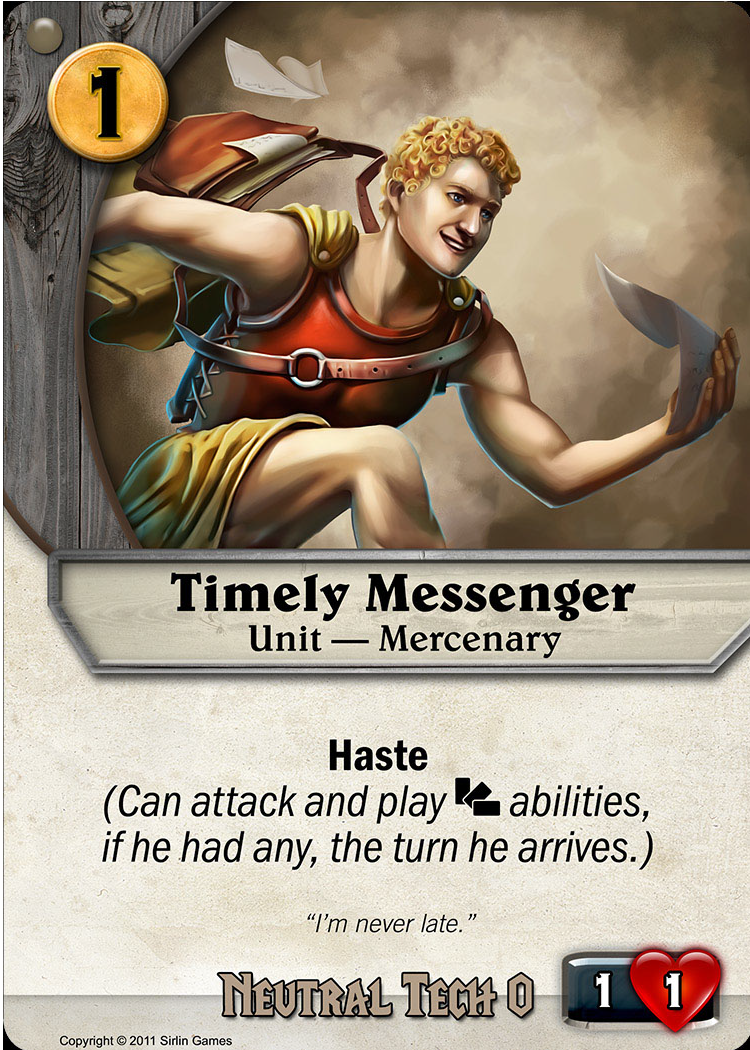 1
Timely Messenger
Unit — Mercenary
Haste
(Can attack and play abilities,
if he had any, the turn he arrives.)
“I’m never late.”
Neutral Tech 0
1 1
Copyright © 2011 Sirlin Games